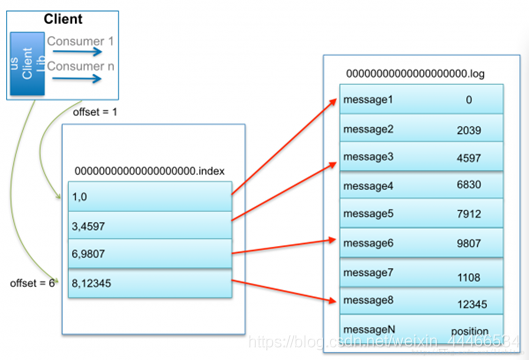 Client
us
Client
Lib
Consumer 1
Consumer n
offset = 1
offset = 6
00000000000000000000.index
1,0
3,4597
6,9807
8,12345
00000000000000000000.log
message1 0
message2 2039
message3 4597
message4 6830
message5 7912
message6 9807
message7 1108
message8 12345
messageN position
https://blog.csdn.net/weixin_44466634